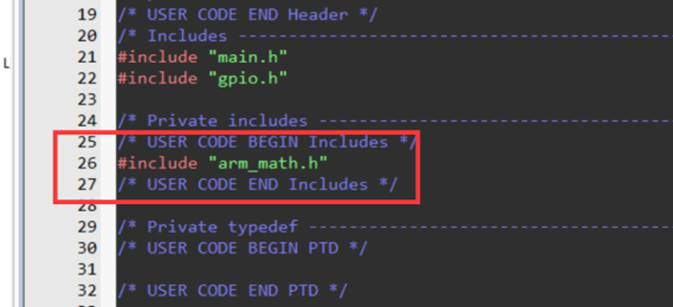 L
19 /* USER CODE END Header */
20 /* Includes ------------------------------------------
21 #include "main.h"
22 #include "gpio.h"
23
24 /* Private includes ----------------------------------
25 /* USER CODE BEGIN Includes */
26 #include "arm_math.h"
27 /* USER CODE END Includes */
28
29 /* Private typedef -----------------------------------
30 /* USER CODE BEGIN PTD */
31
32 /* USER CODE END PTD */